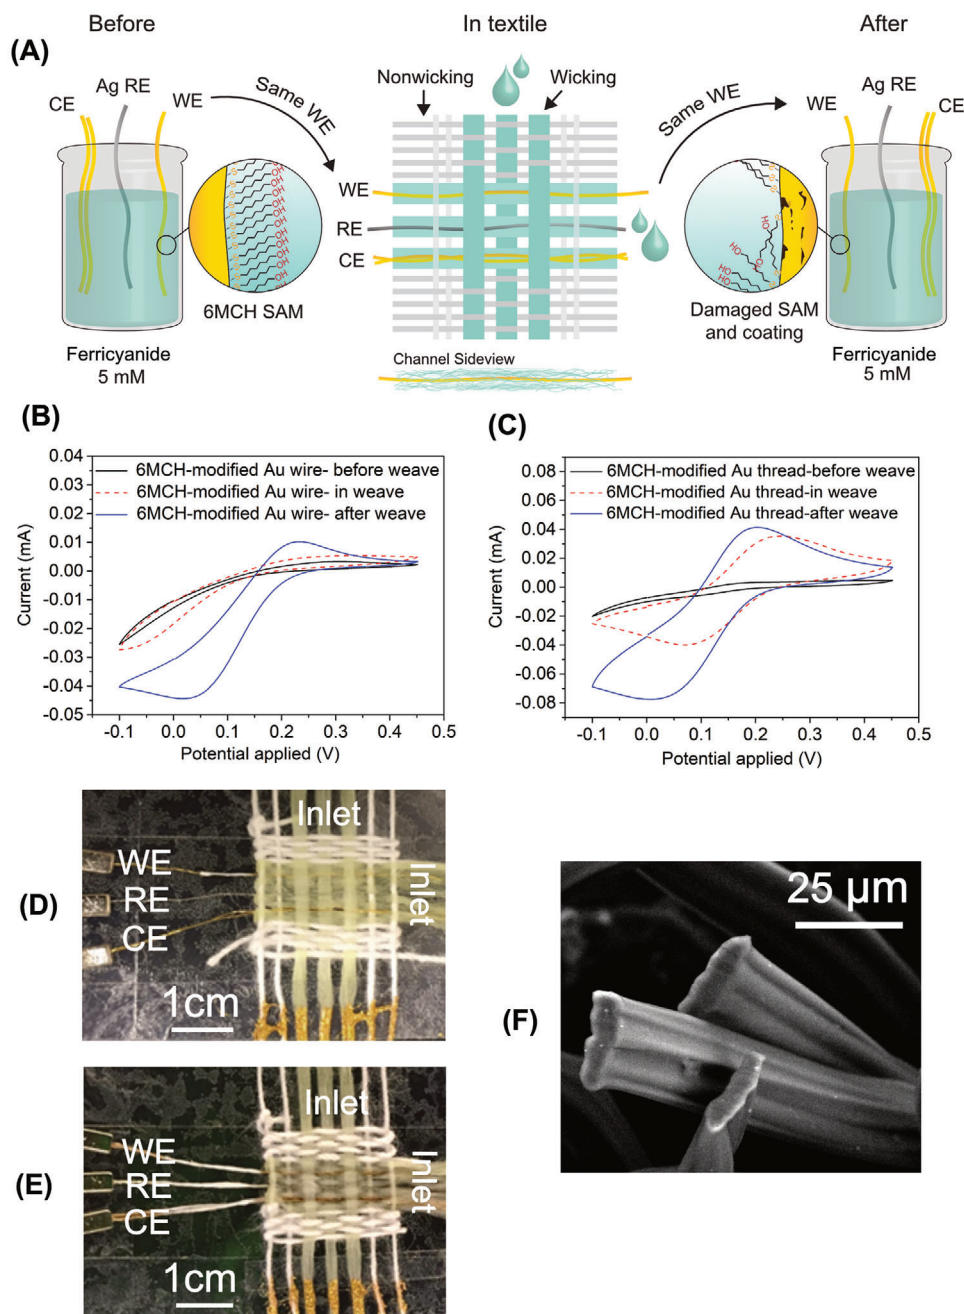 Before
In textile
After
(A)
Ag RE
CE
WE
Same WE
Nonwicking
Wicking
Same WE
Ag RE
WE
CE
WE
RE
CE
6MCH SAM
Damaged SAM
and coating
Ferricyanide
5 mM
Ferricyanide
5 mM
Channel Sideview
(B)
6MCH-modified Au wire- before weave
6MCH-modified Au wire- in weave
6MCH-modified Au wire- after weave
0.04
0.03
0.02
0.01
0.00
-0.01
-0.02
-0.03
-0.04
-0.05
Current (mA)
-0.1
0.0
0.1
0.2
0.3
0.4
0.5
Potential applied (V)
(C)
6MCH-modified Au thread-before weave
6MCH-modified Au thread-in weave
6MCH-modified Au thread-after weave
0.08
0.06
0.04
0.02
0.00
-0.02
-0.04
-0.06
-0.08
Current (mA)
-0.1
0.0
0.1
0.2
0.3
0.4
0.5
Potential applied (V)
(D)
Inlet
Inlet
WE
RE
CE
1cm
(E)
Inlet
Inlet
WE
RE
CE
1cm
(F)
25 μm